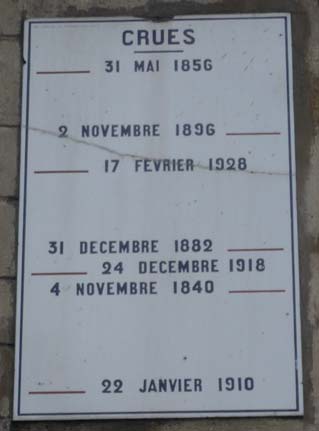 CRUES
31 MAI 1856
2 NOVEMBRE 1896
17 FEVRIER 1928
31 DECEMBRE 1882
24 DECEMBRE 1918
4 NOVEMBRE 1840
22 JANVIER 1910